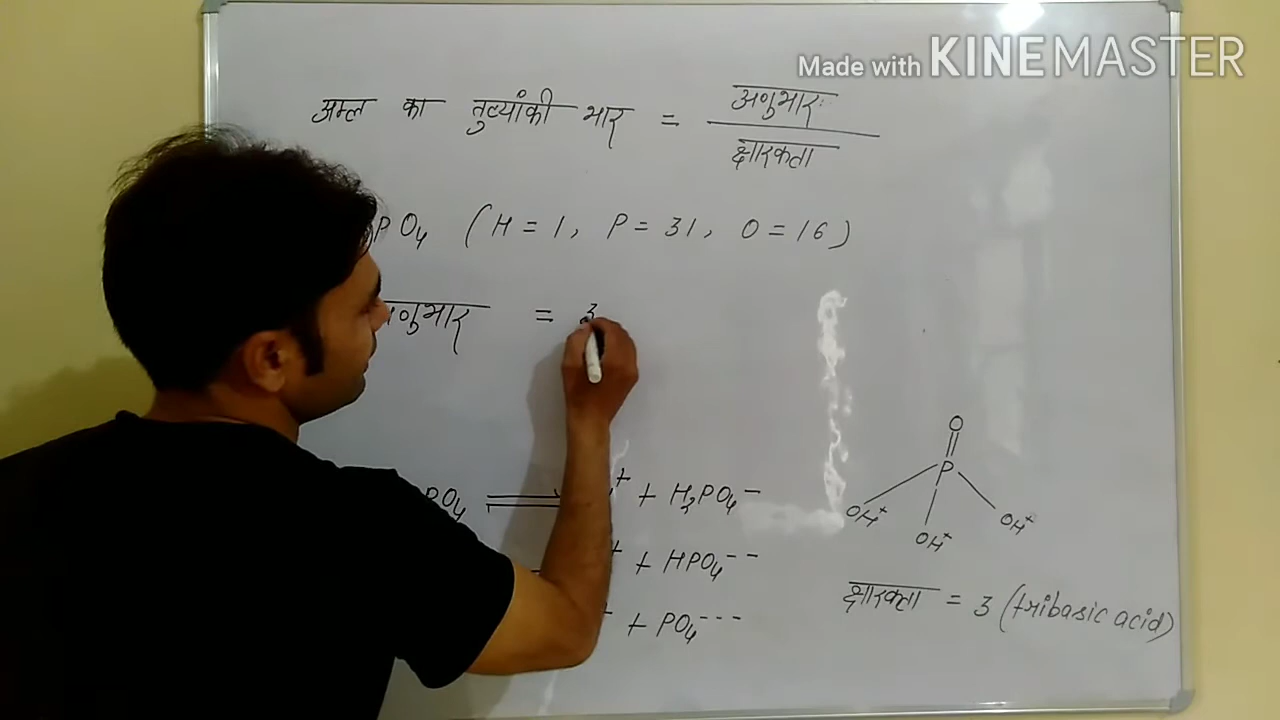 Made with KINEMASTER
अम्ल का तुल्यांकी भार = अणुभार
क्षारकता
PO4 (H = 1, P = 31, O = 16)
अणुभार = 3
PO4 ⇌ + + H2PO4 -
+ + HPO4 --
+ + PO4 ---
O
P
OH+ OH+ OH+
क्षारकता = 3 (tribasic acid)